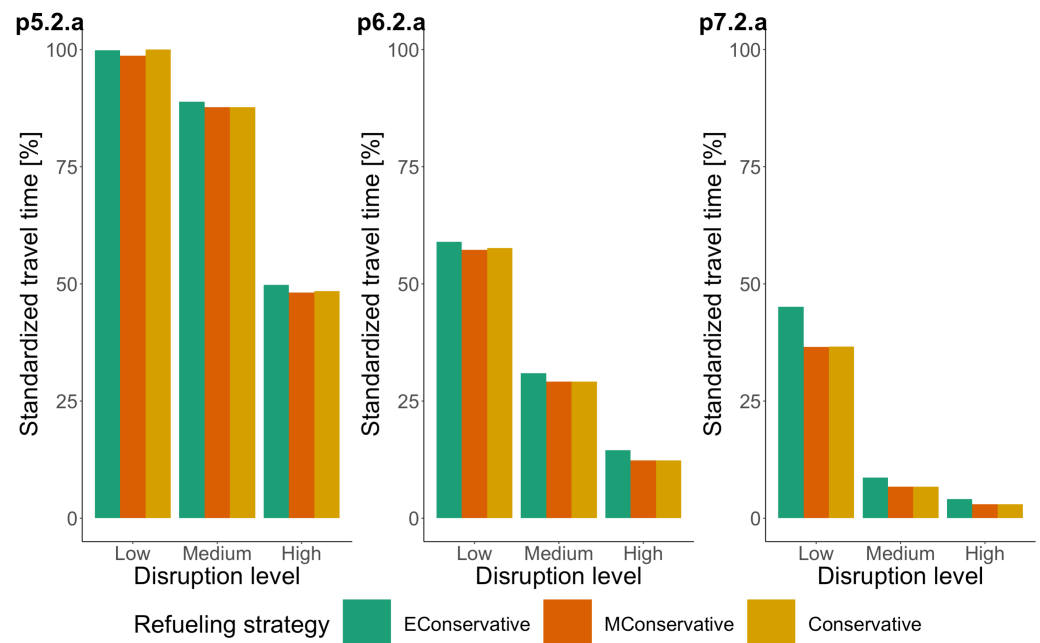 p5.2.a
p6.2.a
p7.2.a
Standardized travel time [%]
100
75
50
25
0
Low Medium High
Disruption level
Standardized travel time [%]
100
75
50
25
0
Low Medium High
Disruption level
Standardized travel time [%]
100
75
50
25
0
Low Medium High
Disruption level
Refueling strategy EConservative MConservative Conservative